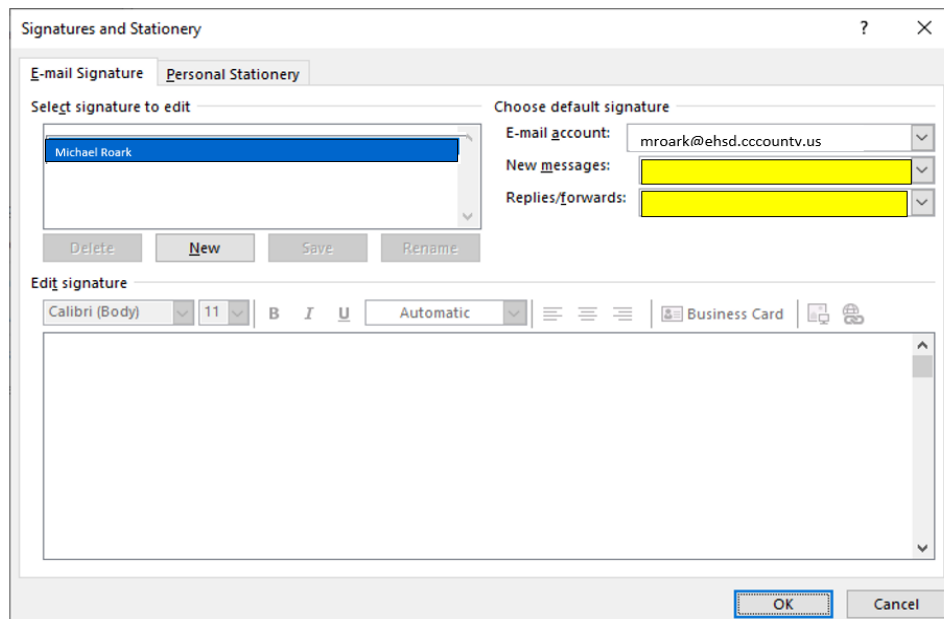 Signatures and Stationery ?
E-mail Signature Personal Stationery
Select signature to edit
Michael Roark
Delete New Save Rename
Choose default signature
E-mail account: mroark@ehsd.cccountv.us
New messages:
Replies/forwards:
Edit signature
Calibri (Body) 11 B I U Automatic Business Card
OK Cancel